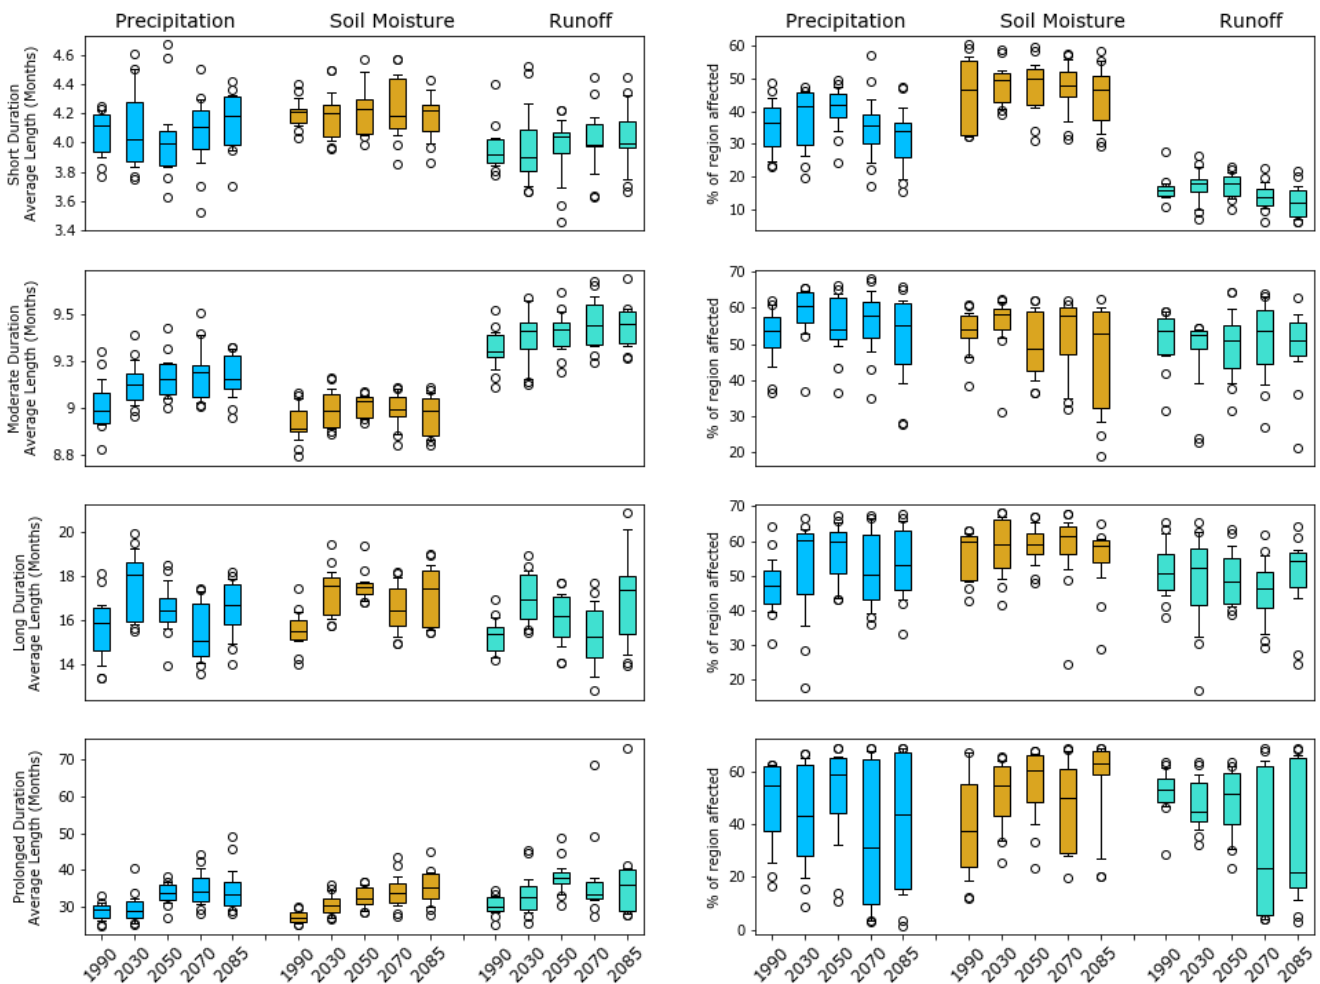 Precipitation Soil Moisture Runoff
Precipitation Soil Moisture Runoff
Short Duration
Average Length (Months)
4.6
4.4
4.2
4.0
3.8
3.6
3.4
% of region affected
60
50
40
30
20
10
Moderate Duration
Average Length (Months)
9.5
9.3
9
8.8
% of region affected
70
60
50
40
30
20
Long Duration
Average Length (Months)
20
18
16
14
% of region affected
70
60
50
40
30
20
Prolonged Duration
Average Length (Months)
70
60
50
40
30
% of region affected
60
40
20
0
1990 2030 2050 2070 2085 1990 2030 2050 2070 2085 1990 2030 2050 2070 2085
1990 2030 2050 2070 2085 1990 2030 2050 2070 2085 1990 2030 2050 2070 2085